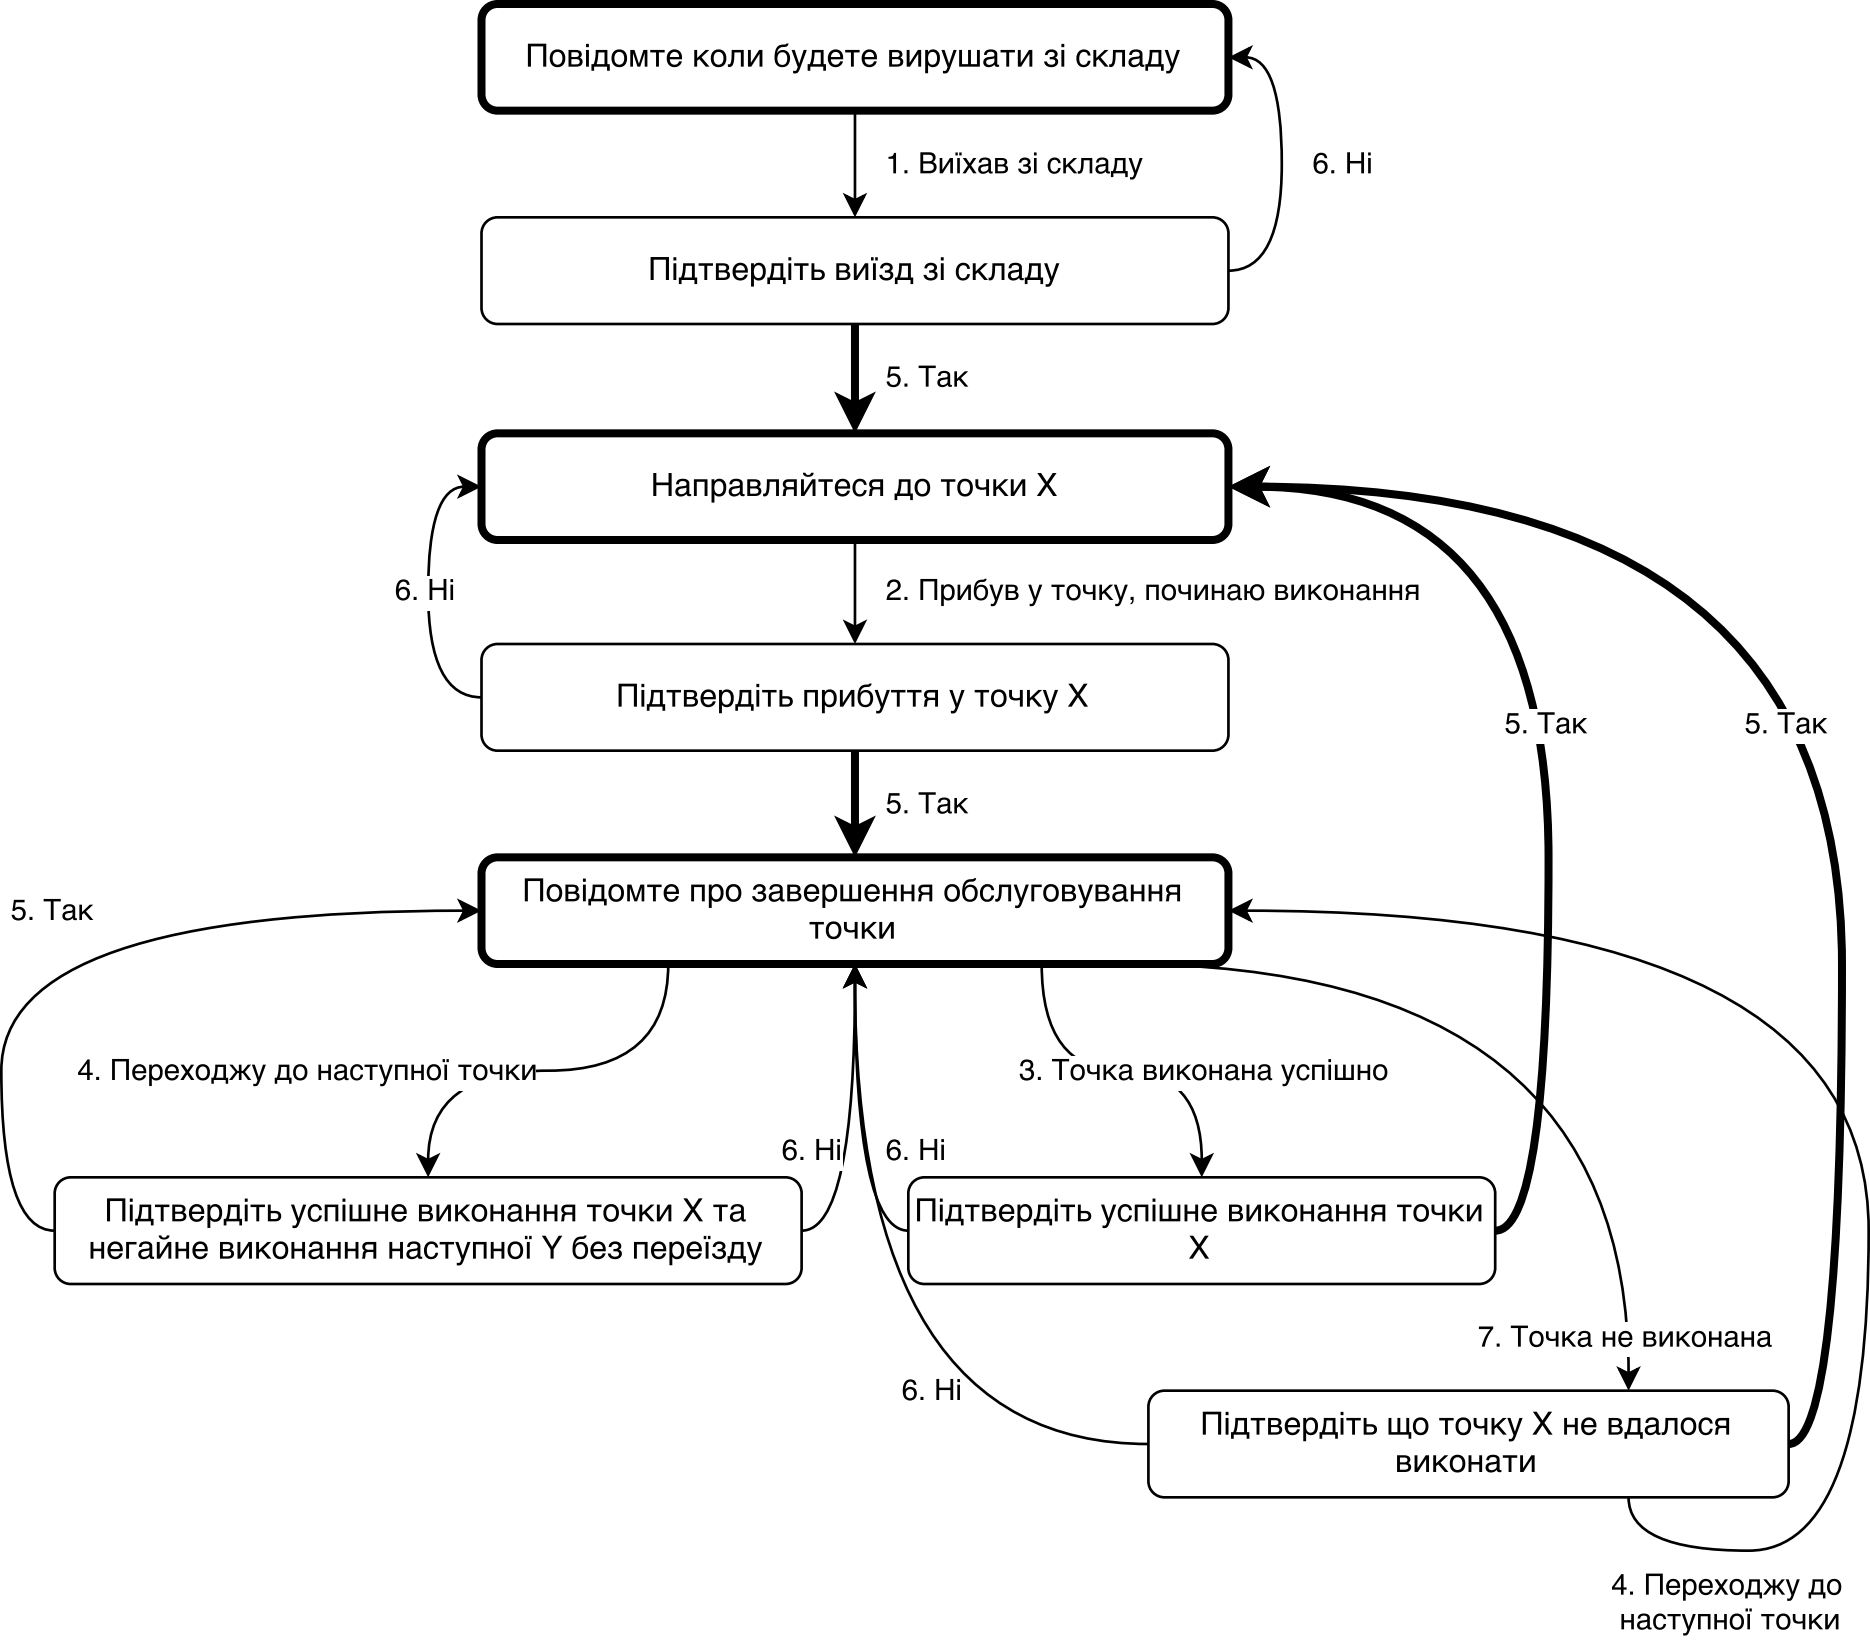 Повідомте коли будете вирушати зі складу
1. Виїхав зі складу
6. Ні
Підтвердіть виїзд зі складу
5. Так
Направляйтеся до точки X
6. Ні
2. Прибув у точку, починаю виконання
Підтвердіть прибуття у точку X
5. Так
5. Так
5. Так
Повідомте про завершення обслуговування
точки
5. Так
4. Переходжу до наступної точки
3. Точка виконана успішно
6. Ні
6. Ні
Підтвердіть успішне виконання точки X та
негайне виконання наступної Y без переїзду
Підтвердіть успішне виконання точки
X
7. Точка не виконана
6. Ні
Підтвердіть що точку X не вдалося
виконати
4. Переходжу до
наступної точки